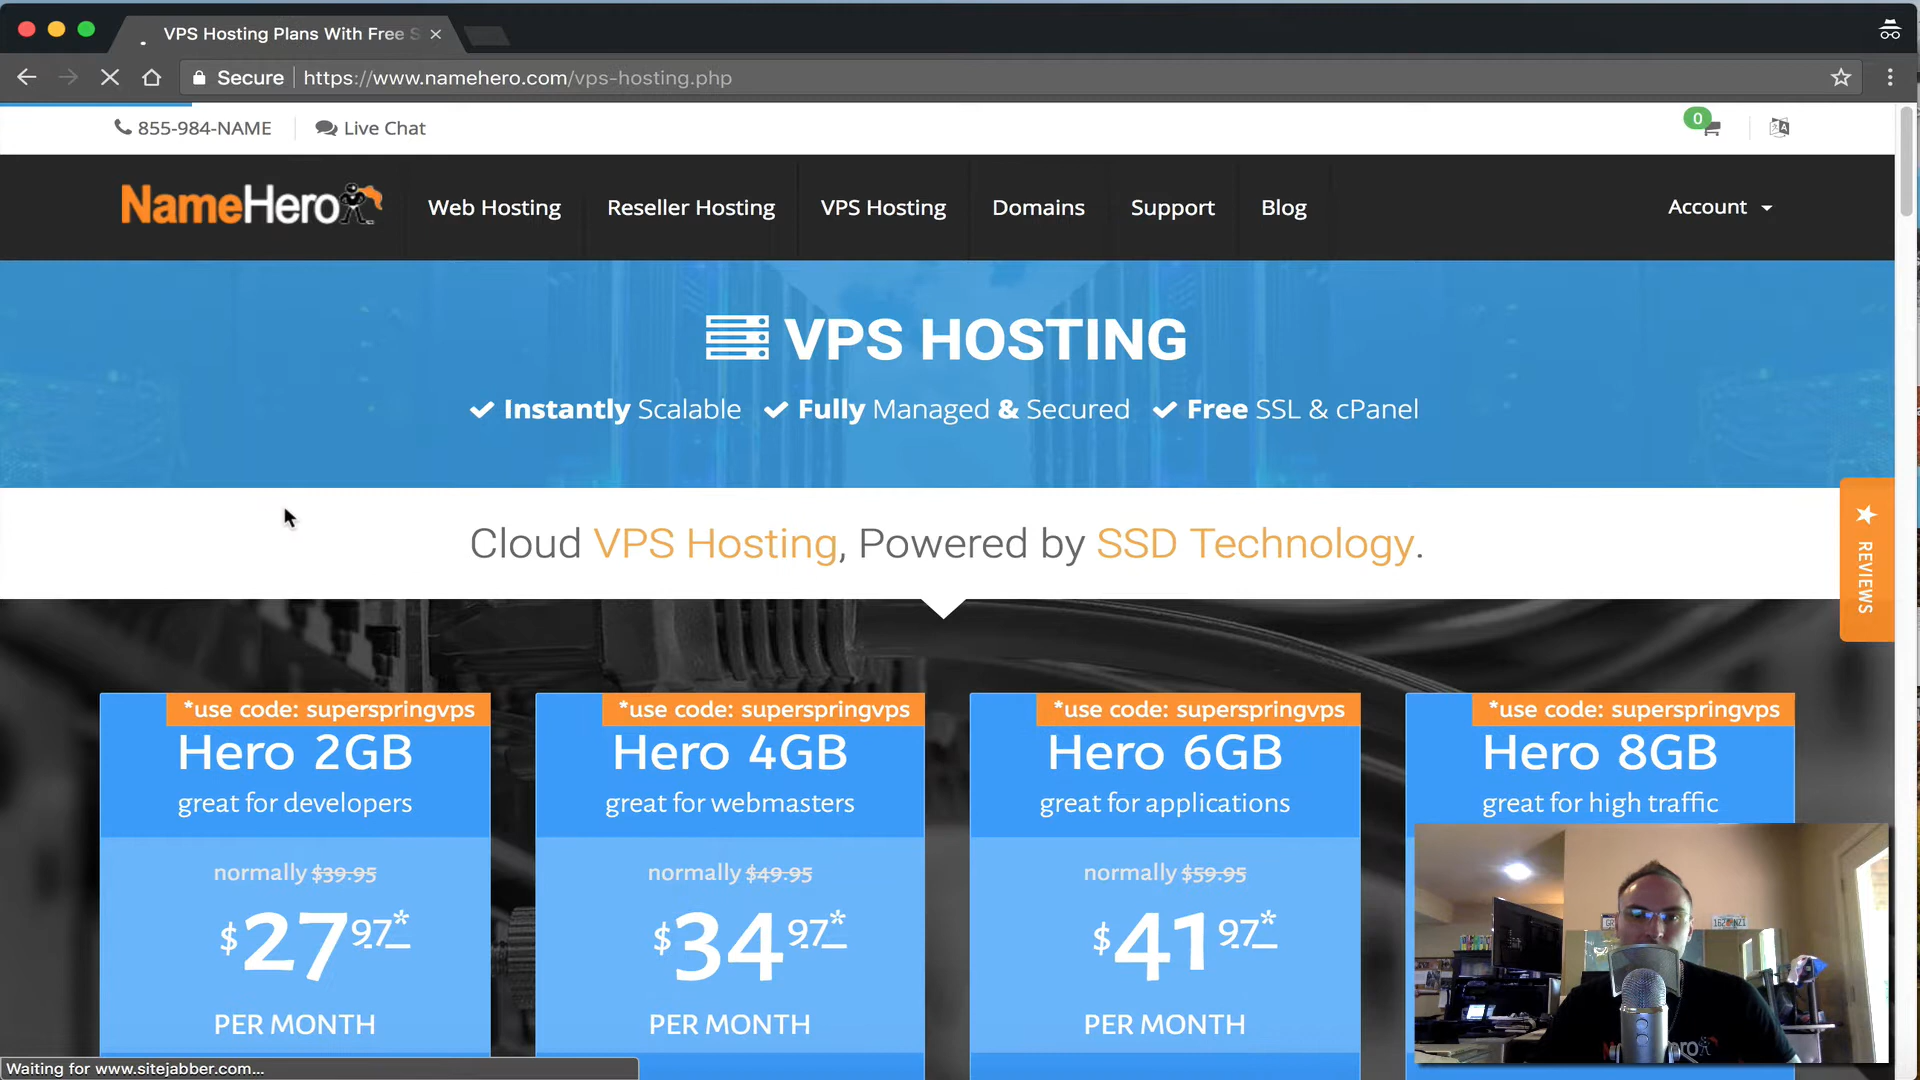 VPS Hosting Plans With Free S
Secure https://www.namehero.com/vps-hosting.php
855-984-NAME
Live Chat
0
NameHero
Web Hosting
Reseller Hosting
VPS Hosting
Domains
Support
Blog
Account
VPS HOSTING
Instantly Scalable Fully Managed & Secured Free SSL & cPanel
Cloud VPS Hosting, Powered by SSD Technology.
REVIEWS
*use code: superspringvps
Hero 2GB
great for developers
normally $39.95
$27.97*
PER MONTH
*use code: superspringvps
Hero 4GB
great for webmasters
normally $49.95
$34.97*
PER MONTH
*use code: superspringvps
Hero 6GB
great for applications
normally $59.95
$41.97*
PER MONTH
*use code: superspringvps
Hero 8GB
great for high traffic
Waiting for www.sitejabber.com...